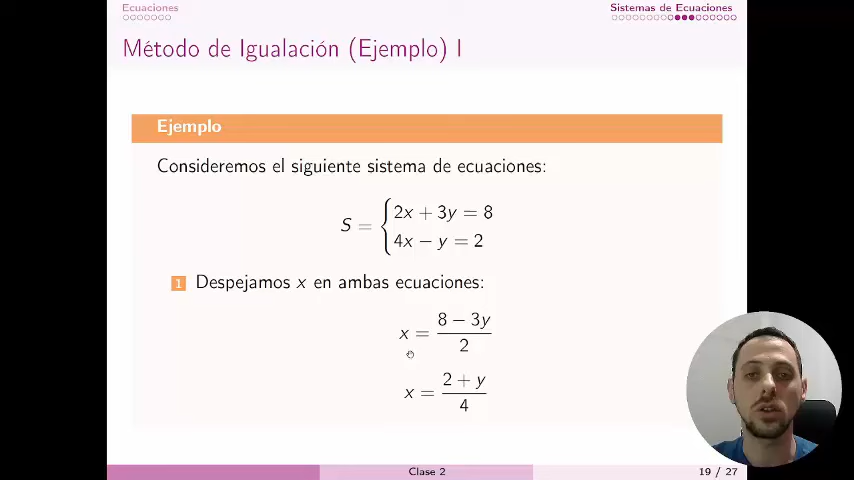 Ecuaciones
Sistemas de Ecuaciones
Método de Igualación (Ejemplo) I
Ejemplo
Consideremos el siguiente sistema de ecuaciones:
S = { 2x + 3y = 8
4x − y = 2
1 Despejamos x en ambas ecuaciones:
x = (8 − 3y)/2
x = (2 + y)/4
Clase 2
19 / 27